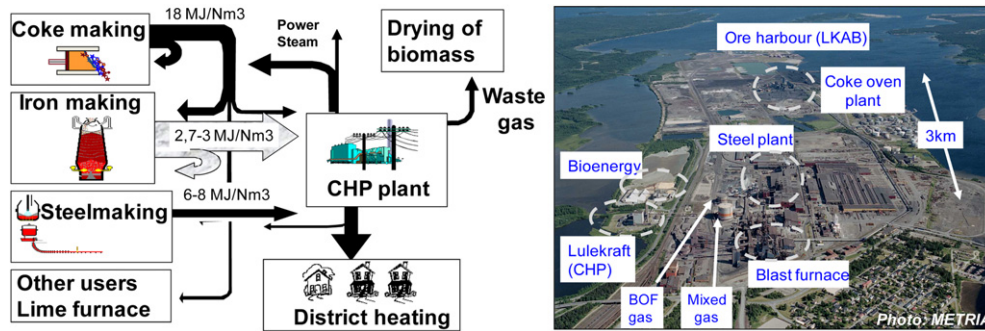 18 MJ/Nm3
Coke making
Power
Steam
Drying of
biomass
Iron making
2,7-3 MJ/Nm3
Waste
gas
CHP plant
6-8 MJ/Nm3
Steelmaking
Other users
Lime furnace
District heating
Ore harbour (LKAB)
Coke oven
plant
3km
Steel plant
Bioenergy
Lulekraft
(CHP)
Blast furnace
BOF
gas
Mixed
gas
Photo: METRIA